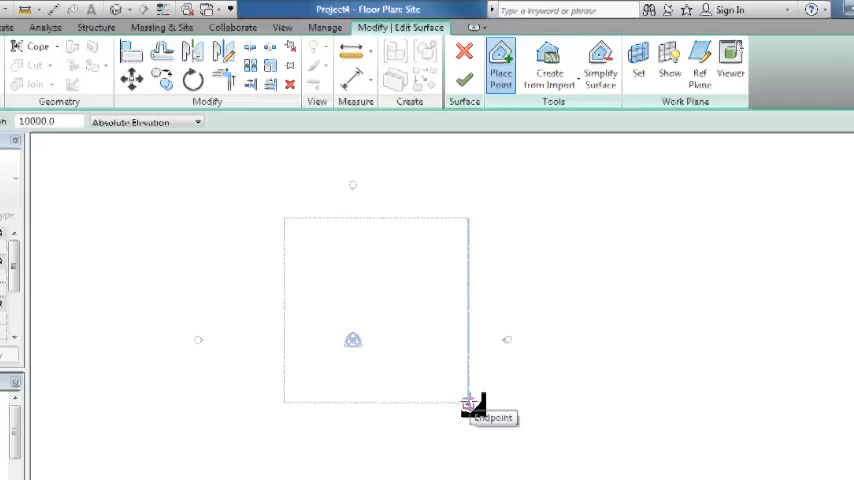 Project4 - Floor Plan: Site
Type a keyword or phrase
Sign In
Analyze
Structure
Massing & Site
Collaborate
View
Manage
Modify | Edit Surface
Cope
Cut
Join
Place Point
Create from Import
Simplify Surface
Set
Show
Ref Plane
Viewer
Geometry
Modify
View
Measure
Create
Surface
Tools
Work Plane
10000.0
Absolute Elevation
Endpoint